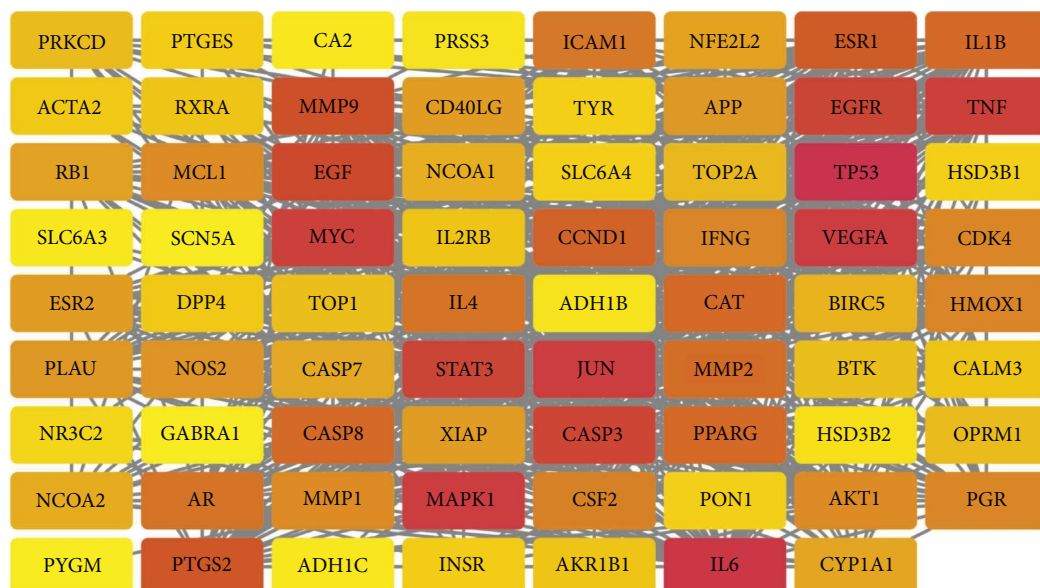 PRKCD PTGES CA2 PRSS3 ICAM1 NFE2L2 ESR1 IL1B
ACTA2 RXRA MMP9 CD40LG TYR APP EGFR TNF
RB1 MCL1 EGF NCOA1 SLC6A4 TOP2A TP53 HSD3B1
SLC6A3 SCN5A MYC IL2RB CCND1 IFNG VEGFA CDK4
ESR2 DPP4 TOP1 IL4 ADH1B CAT BIRC5 HMOX1
PLAU NOS2 CASP7 STAT3 JUN MMP2 BTK CALM3
NR3C2 GABRA1 CASP8 XIAP CASP3 PPARG HSD3B2 OPRM1
NCOA2 AR MMP1 MAPK1 CSF2 PON1 AKT1 PGR
PYGM PTGS2 ADH1C INSR AKR1B1 IL6 CYP1A1